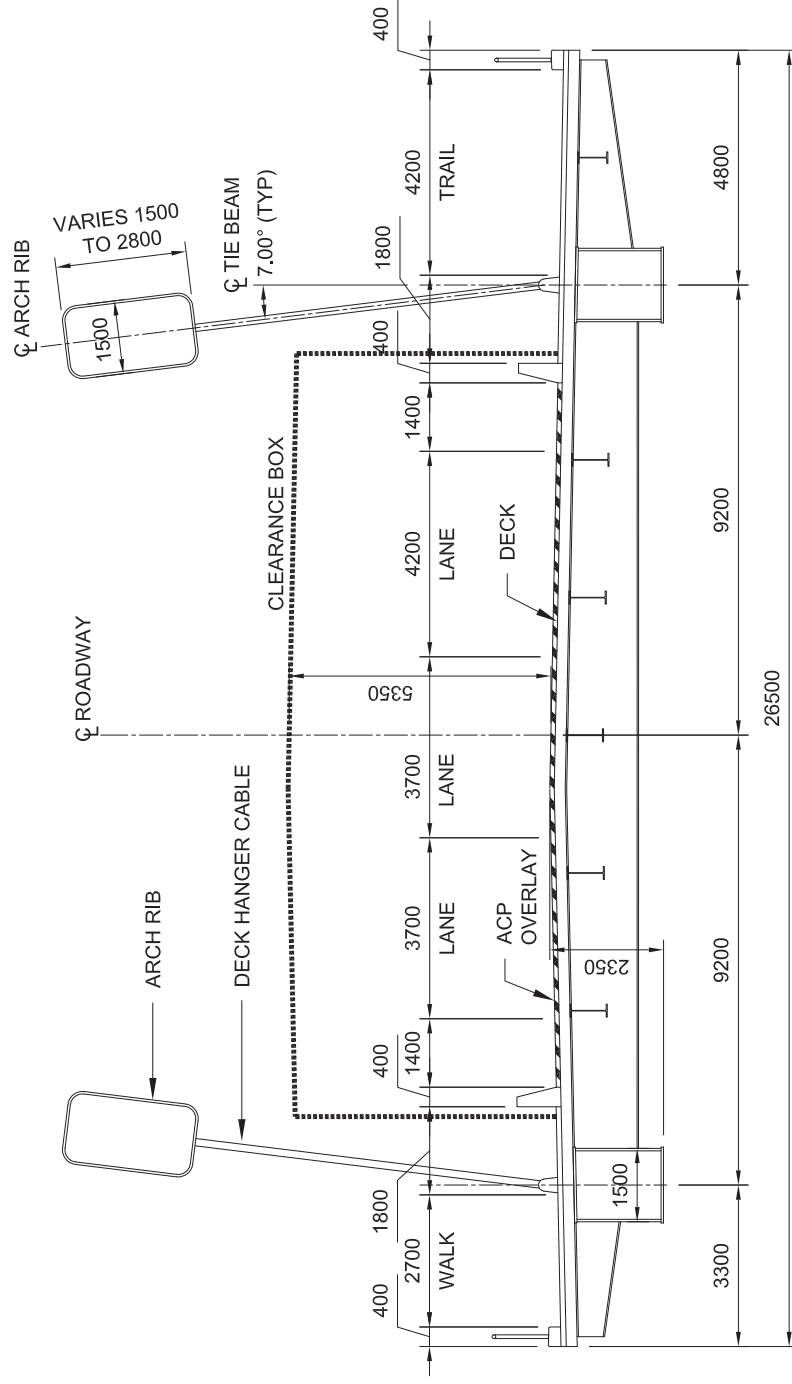 ℄ ARCH RIB
VARIES 1500
TO 2800
1500
℄ TIE BEAM
7.00° (TYP)
℄ ROADWAY
CLEARANCE BOX
ARCH RIB
DECK HANGER CABLE
5350
400
2700
WALK
1800
400
1400
3700
LANE
3700
LANE
4200
LANE
1400
400
1800
4200
TRAIL
400
ACP
OVERLAY
DECK
2350
1500
3300
9200
9200
4800
26500